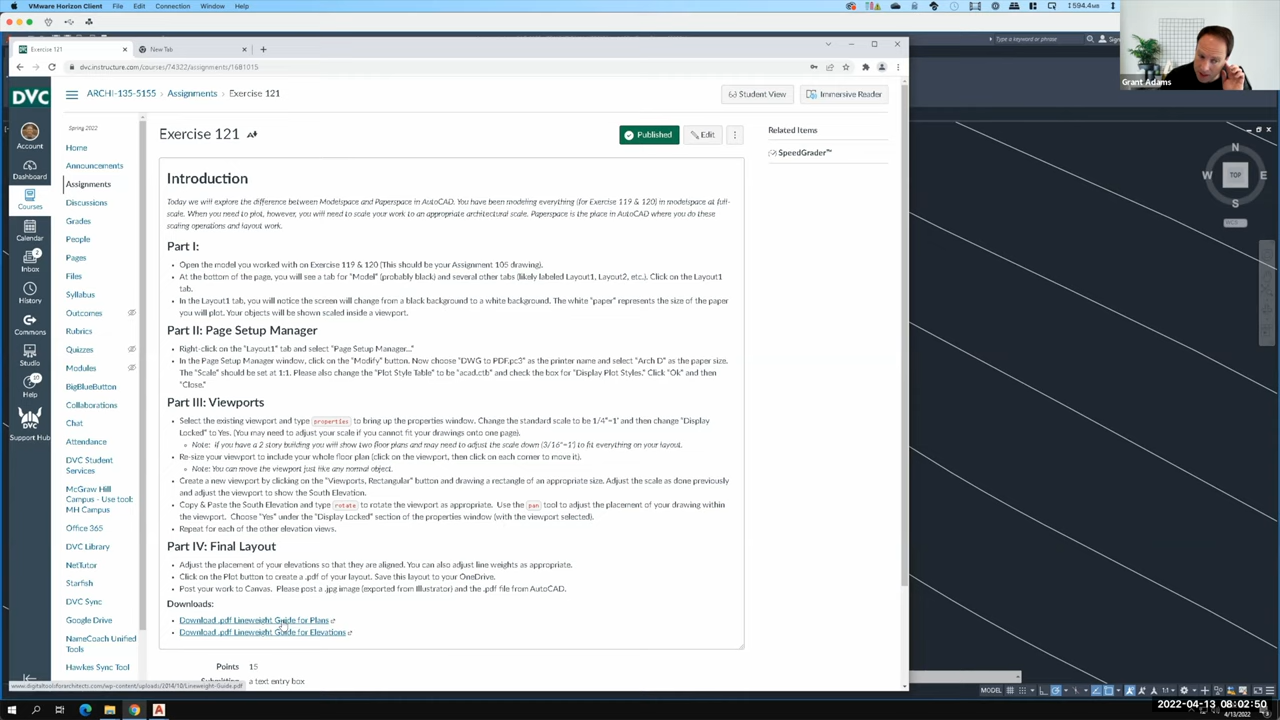 VMware Horizon Client File Edit Connection Window Help
1 594.4м
Exercise 121
New Tab
Type a keyword or phrase
dvc.instructure.com/courses/74322/assignments/1681015
Grant Adams
DVC
ARCHI-135-5155 > Assignments > Exercise 121
Student View
Immersive Reader
Account
Dashboard
Courses
Calendar
Inbox
2
History
Commons
Studio
10
Help
Support Hub
Spring 2022
Home
Announcements
Assignments
Discussions
Grades
People
Pages
Files
Syllabus
Outcomes
Rubrics
Quizzes
Modules
BigBlueButton
Collaborations
Chat
Attendance
DVC Student
Services
McGraw Hill
Campus - Use tool:
MH Campus
Office 365
DVC Library
NetTutor
Starfish
DVC Sync
Google Drive
NameCoach Unified
Tools
Hawkes Sync Tool
Exercise 121
Published
Edit
Related Items
SpeedGrader™
Introduction
Today we will explore the difference between Modelspace and Paperspace in AutoCAD. You have been modeling everything (for Exercise 119 & 120) in modelspace at full-
scale. When you need to plot, however, you will need to scale your work to an appropriate architectural scale. Paperspace is the place in AutoCAD where you do these
scaling operations and layout work.
Part I:
Open the model you worked with on Exercise 119 & 120 (This should be your Assignment 105 drawing).
At the bottom of the page, you will see a tab for "Model" (probably black) and several other tabs (likely labeled Layout1, Layout2, etc.). Click on the Layout1
tab.
In the Layout1 tab, you will notice the screen will change from a black background to a white background. The white "paper" represents the size of the paper
you will plot. Your objects will be shown scaled inside a viewport.
Part II: Page Setup Manager
Right-click on the "Layout1" tab and select "Page Setup Manager..."
In the Page Setup Manager window, click on the "Modify" button. Now choose "DWG to PDF.pc3" as the printer name and select "Arch D" as the paper size.
The "Scale" should be set at 1:1. Please also change the "Plot Style Table" to be "acad.ctb" and check the box for "Display Plot Styles." Click "Ok" and then
"Close."
Part III: Viewports
Select the existing viewport and type properties to bring up the properties window. Change the standard scale to be 1/4"=1' and then change "Display
Locked" to Yes. (You may need to adjust your scale if you cannot fit your drawings onto one page).
Note: if you have a 2 story building you will show two floor plans and may need to adjust the scale down (3/16"=1') to fit everything on your layout.
Re-size your viewport to include your whole floor plan (click on the viewport, then click on each corner to move it).
Note: You can move the viewport just like any normal object.
Create a new viewport by clicking on the "Viewports, Rectangular" button and drawing a rectangle of an appropriate size. Adjust the scale as done previously
and adjust the viewport to show the South Elevation.
Copy & Paste the South Elevation and type rotate to rotate the viewport as appropriate. Use the pan tool to adjust the placement of your drawing within
the viewport. Choose "Yes" under the "Display Locked" section of the properties window (with the viewport selected).
Repeat for each of the other elevation views.
Part IV: Final Layout
Adjust the placement of your elevations so that they are aligned. You can also adjust line weights as appropriate.
Click on the Plot button to create a .pdf of your layout. Save this layout to your OneDrive.
Post your work to Canvas. Please post a .jpg image (exported from Illustrator) and the .pdf file from AutoCAD.
Downloads:
Download .pdf Lineweight Guide for Plans
Download .pdf Lineweight Guide for Elevations
Points 15
a text entry box
www.digitaltoolsforarchitects.com/wp-content/uploads/2014/10/Lineweight-Guide.pdf
N
W TOP E
S
MODEL
1:1
2022-04-13 08:02:50
4/13/2022